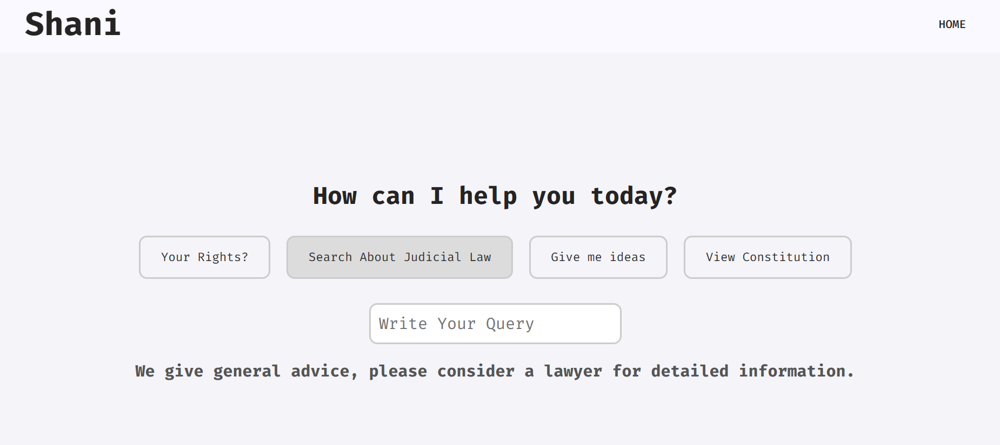 Shani
HOME
How can I help you today?
Your Rights?
Search About Judicial Law
Give me ideas
View Constitution
Write Your Query
We give general advice, please consider a lawyer for detailed information.